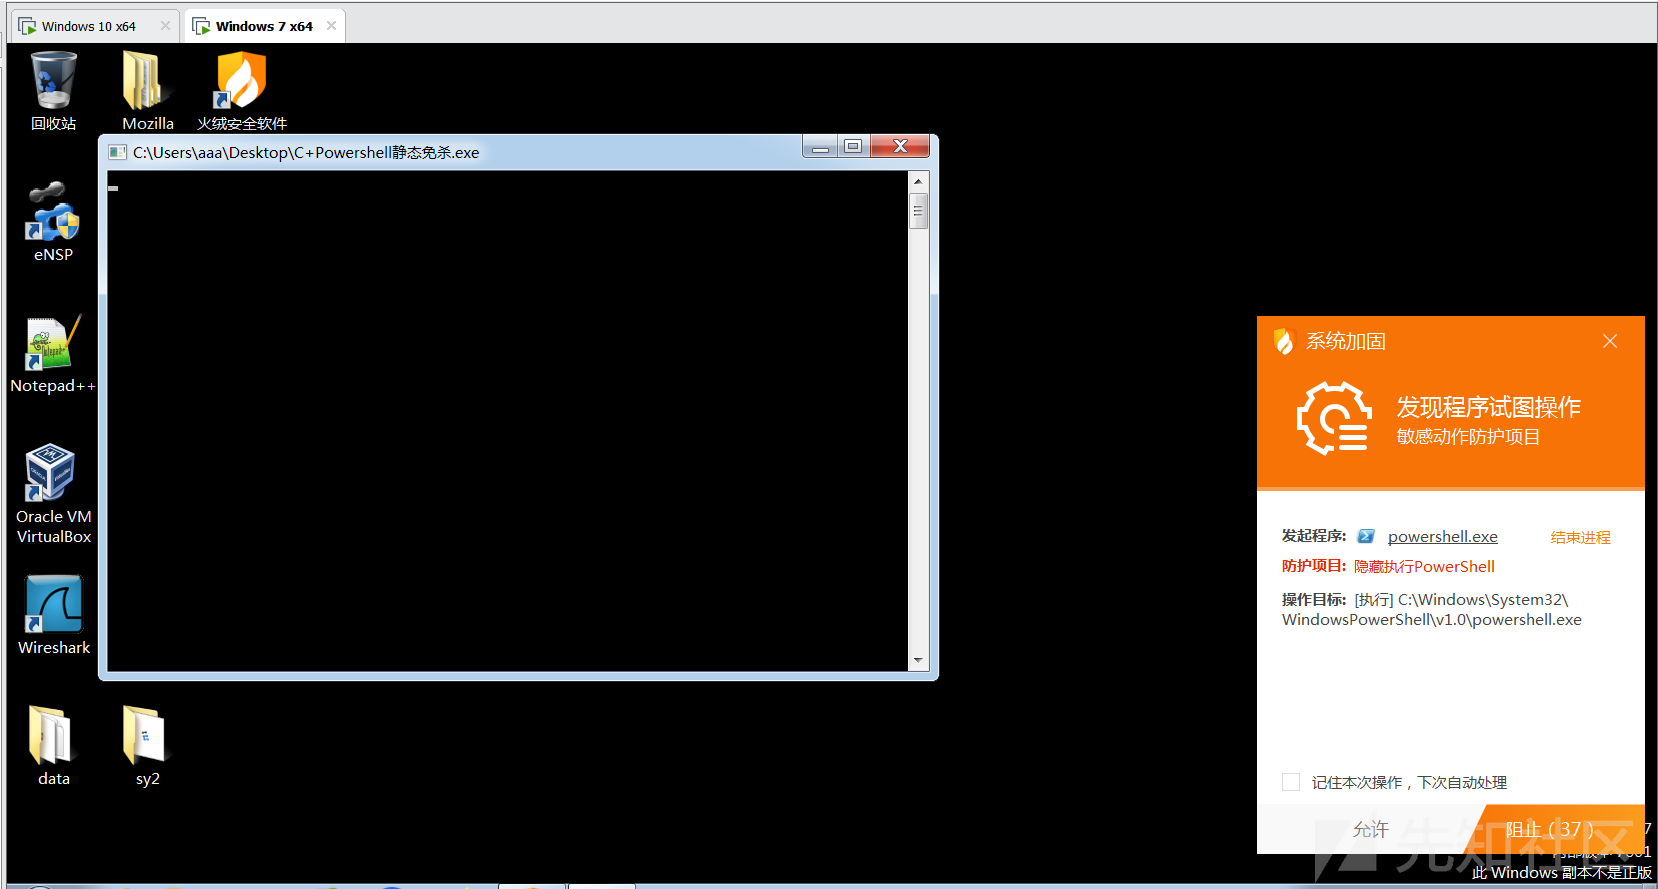 Windows 10 x64
Windows 7 x64
回收站
Mozilla
火绒安全软件
C:\Users\aaa\Desktop\C+Powershell静态免杀.exe
eNSP
Notepad++
Oracle VM
VirtualBox
Wireshark
data
sy2
系统加固
发现程序试图操作
敏感动作防护项目
发起程序: powershell.exe 结束进程
防护项目: 隐藏执行PowerShell
操作目标: [执行] C:\Windows\System32\
WindowsPowerShell\v1.0\powershell.exe
记住本次操作，下次自动处理
允许
阻止 ( 37 )
先知社区
此 Windows 副本不是正版